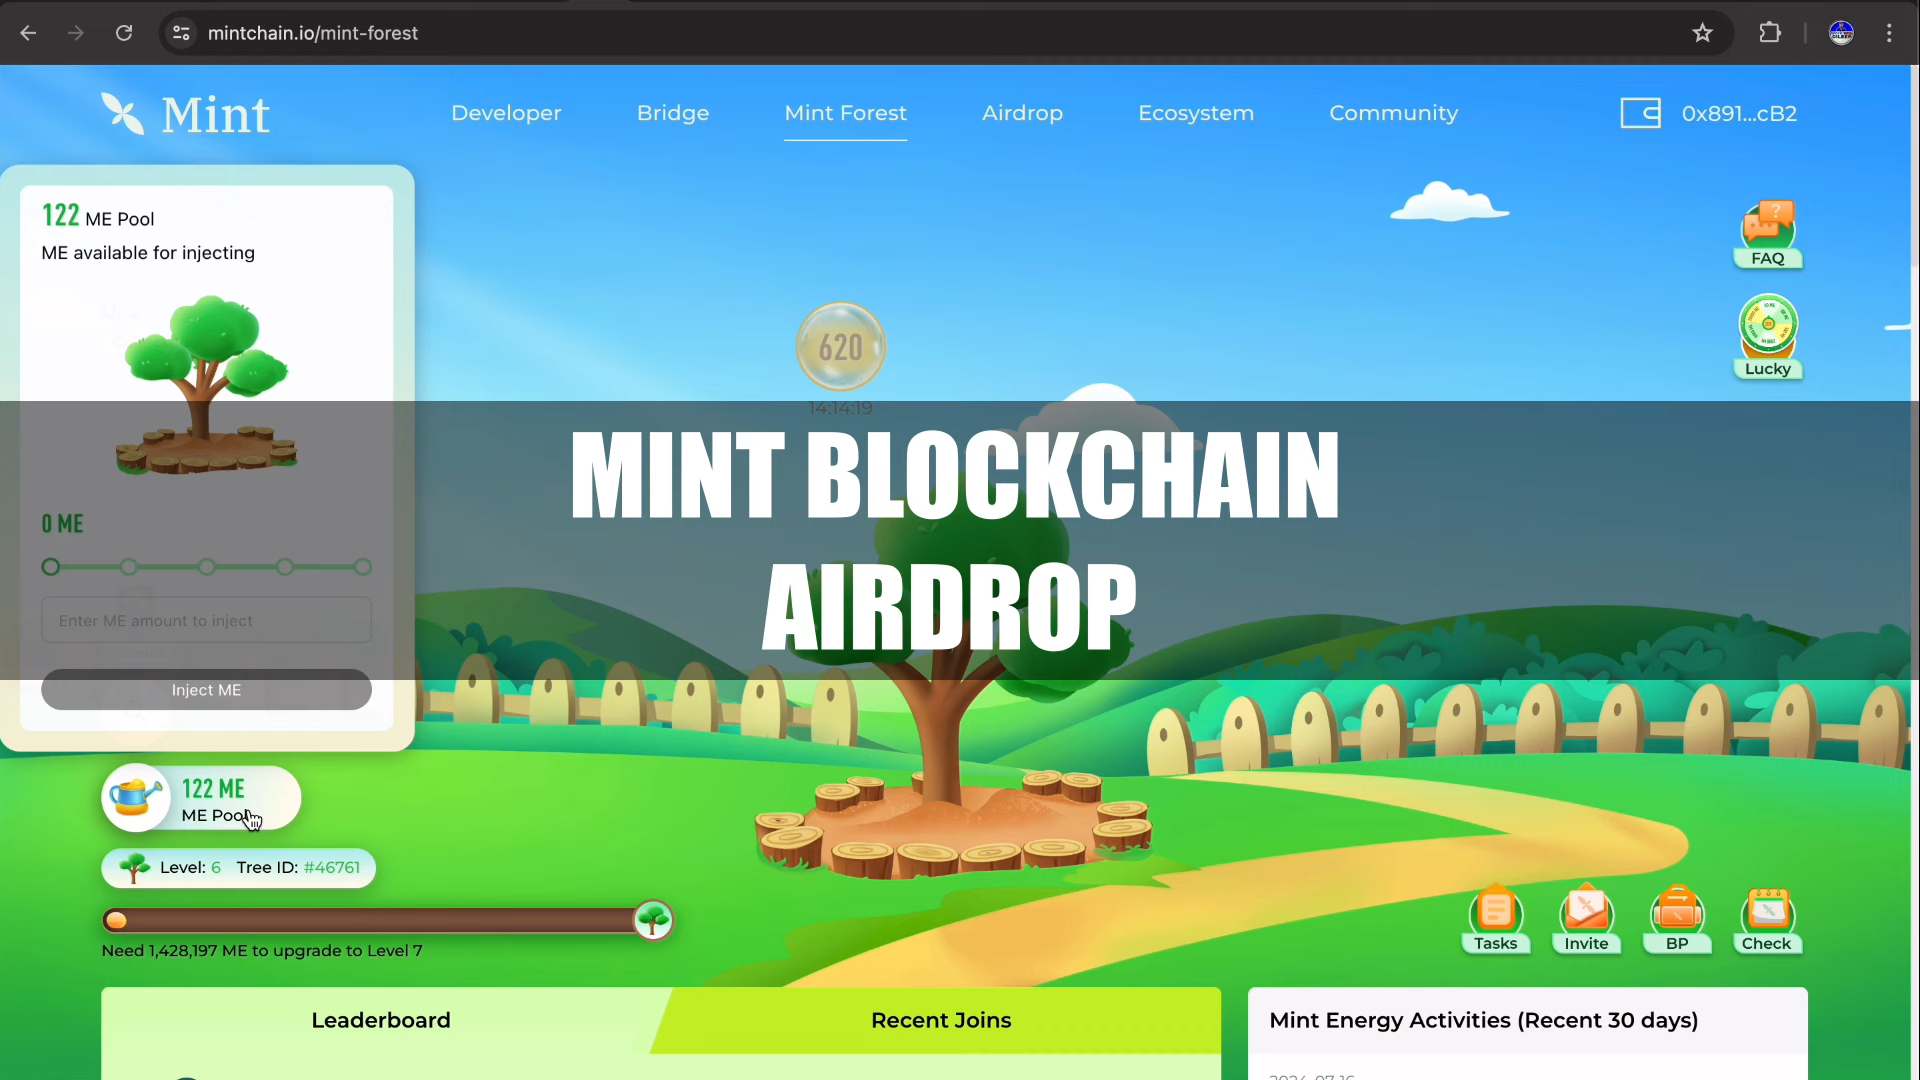 mintchain.io/mint-forest
Mint
Developer
Bridge
Mint Forest
Airdrop
Ecosystem
Community
0x891...cB2
122 ME Pool
ME available for injecting
620
14:14:19
FAQ
Lucky
MINT BLOCKCHAIN
AIRDROP
0 ME
Enter ME amount to inject
Inject ME
122 ME
ME Pool
Level: 6 Tree ID: #46761
Need 1,428,197 ME to upgrade to Level 7
Tasks
Invite
BP
Check
Leaderboard
Recent Joins
Mint Energy Activities (Recent 30 days)